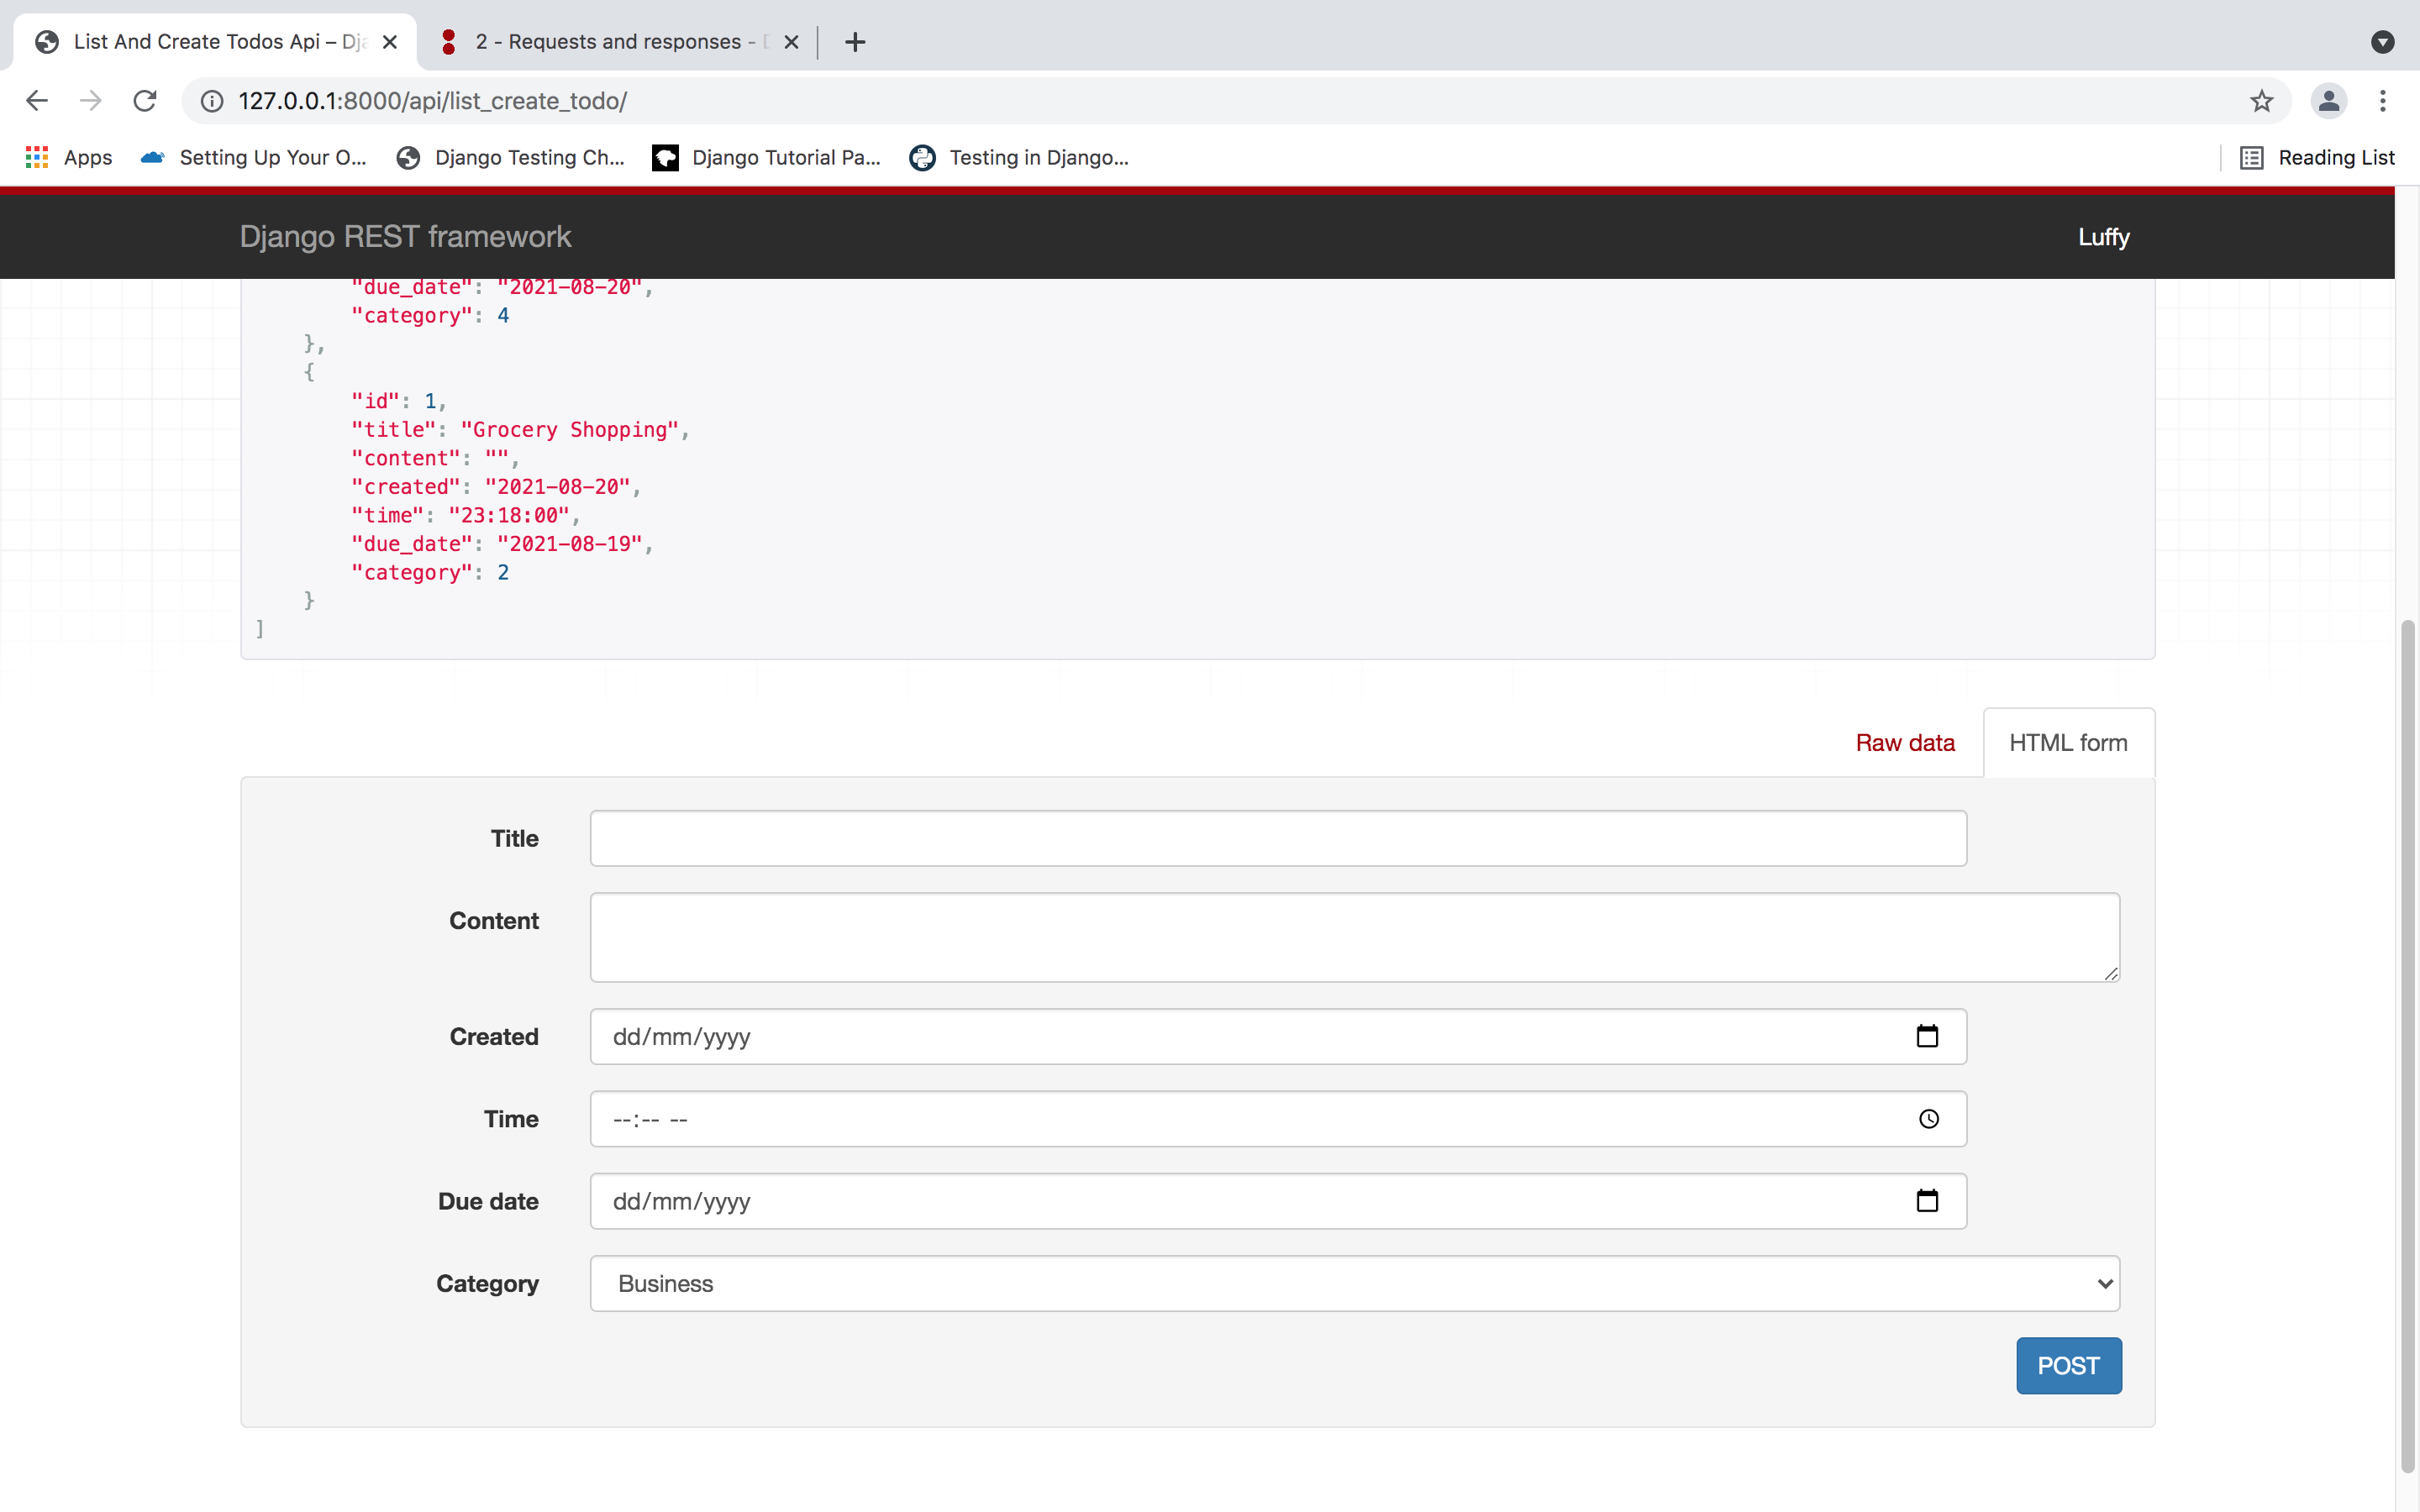 List And Create Todos Api – Dja
2 - Requests and responses -
127.0.0.1:8000/api/list_create_todo/
Apps
Setting Up Your O...
Django Testing Ch...
Django Tutorial Pa...
Testing in Django...
Reading List
Django REST framework
Luffy
"due_date": "2021-08-20",
"category": 4
},
{
"id": 1,
"title": "Grocery Shopping",
"content": "",
"created": "2021-08-20",
"time": "23:18:00",
"due_date": "2021-08-19",
"category": 2
}
]
Raw data
HTML form
Title
Content
Created
dd/mm/yyyy
Time
--:-- --
Due date
dd/mm/yyyy
Category
Business
POST